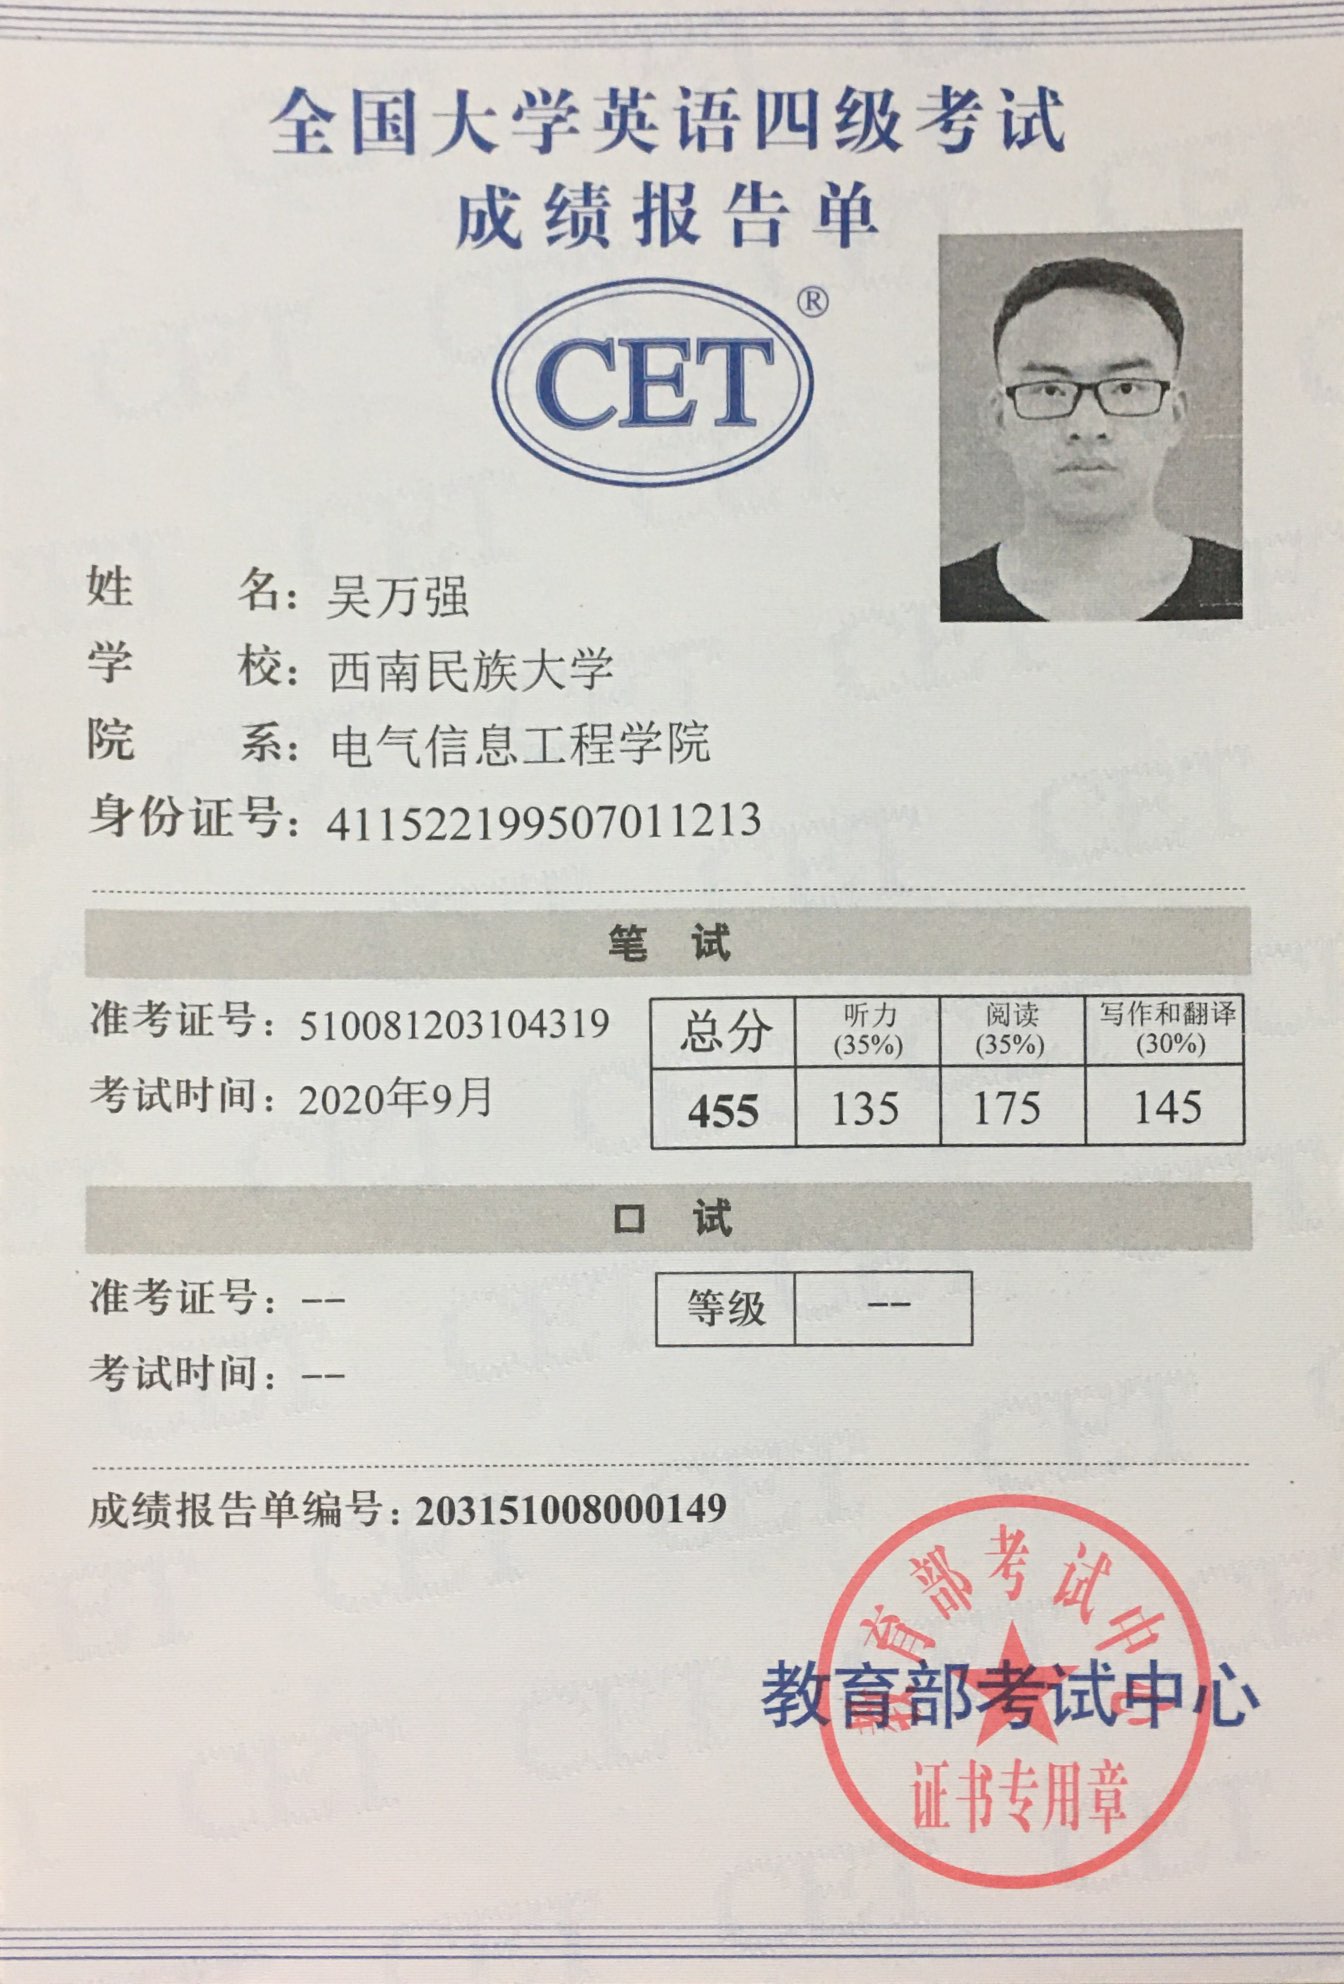 全国大学英语四级考试
成绩报告单
CET®
姓 名：吴万强
学 校：西南民族大学
院 系：电气信息工程学院
身份证号：411522199507011213
笔 试
准考证号：510081203104319
考试时间：2020年9月
总分 听力(35%) 阅读(35%) 写作和翻译(30%)
455 135 175 145
口 试
准考证号：--
考试时间：--
等级 --
成绩报告单编号：203151008000149
教育部考试中心
教育部考试中心
证书专用章